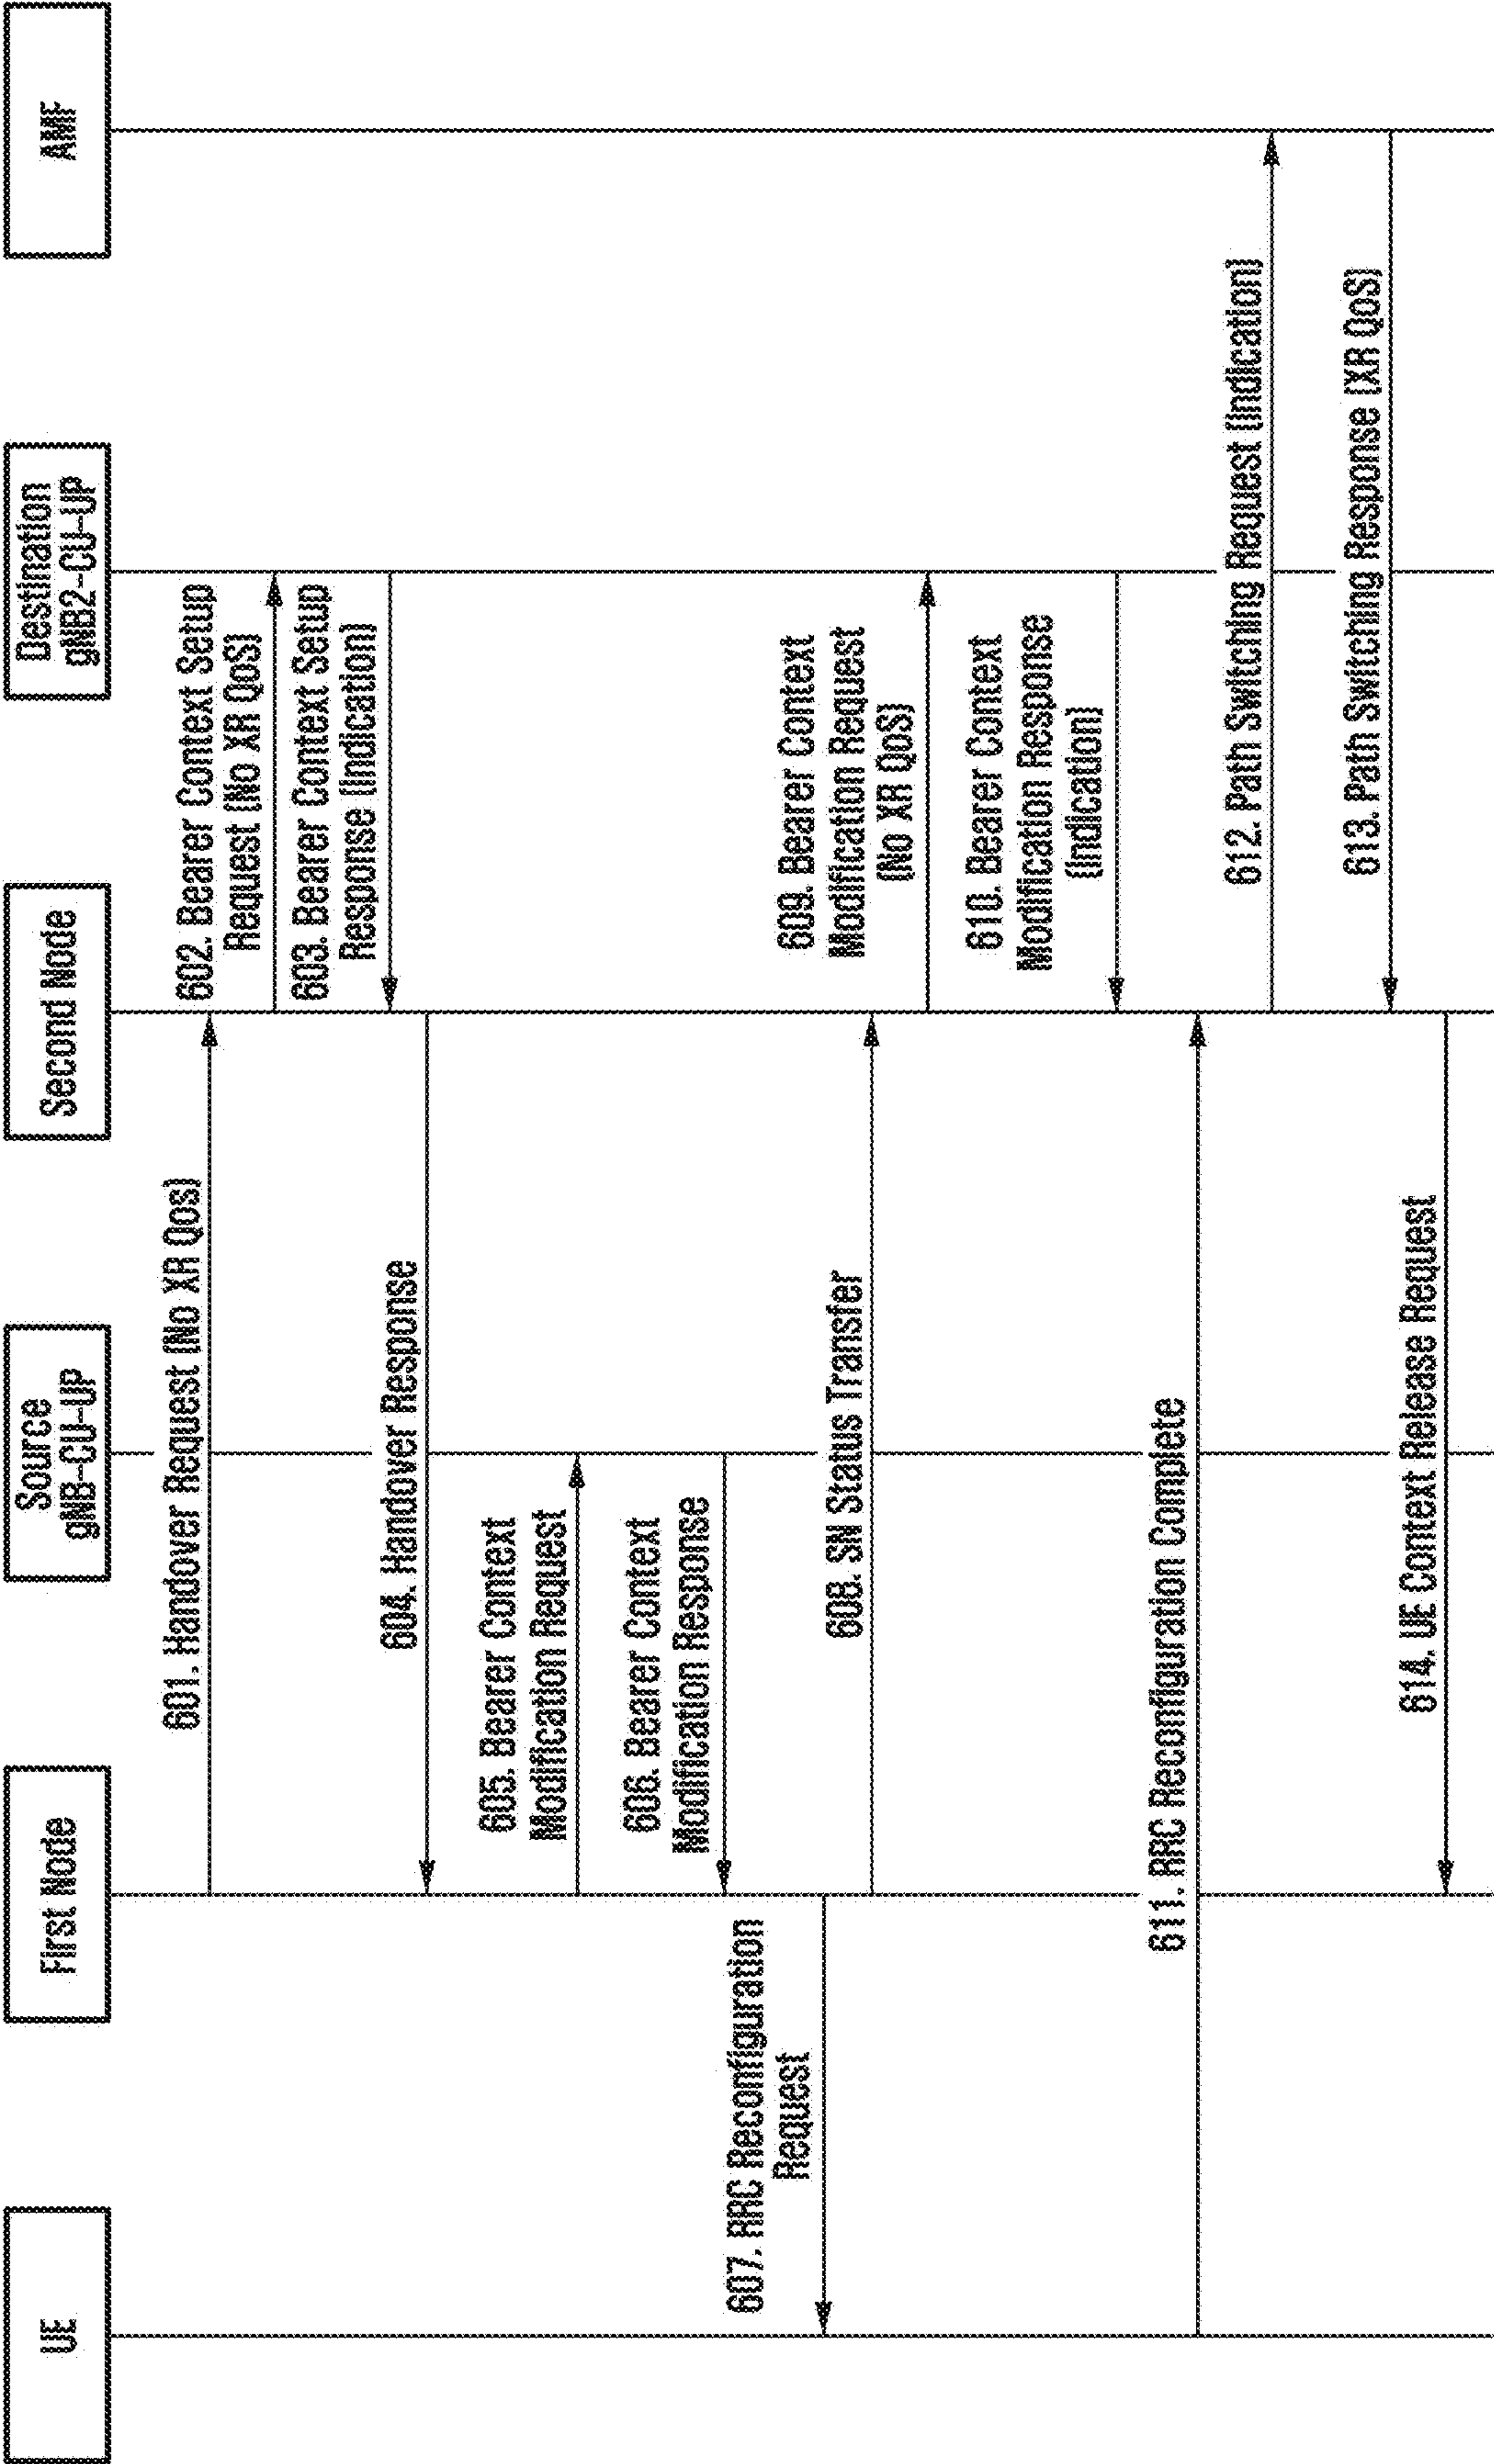 UE
First Node
Source
gNB-CU-UP
Second Node
Destination
gNB2-CU-UP
AMF
601. Handover Request (No XR Qos)
602. Bearer Context Setup
Request (No XR QoS)
603. Bearer Context Setup
Response (Indication)
604. Handover Response
605. Bearer Context
Modification Request
606. Bearer Context
Modification Response
607. RRC Reconfiguration
Request
608. SN Status Transfer
609. Bearer Context
Modification Request
(No XR QoS)
610. Bearer Context
Modification Response
(Indication)
611. RRC Reconfiguration Complete
612. Path Switching Request (Indication)
613. Path Switching Response (XR QoS)
614. UE Context Release Request